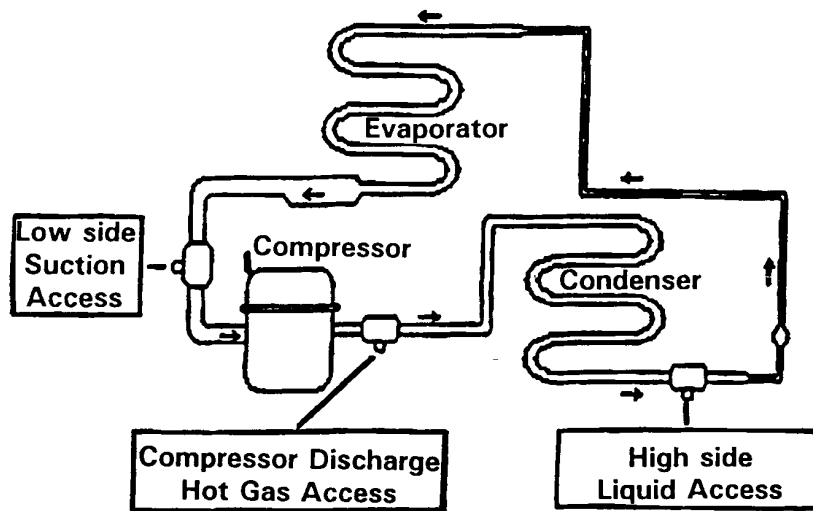 Evaporator
Low side
Suction
Access
Compressor
Condenser
Compressor Discharge
Hot Gas Access
High side
Liquid Access